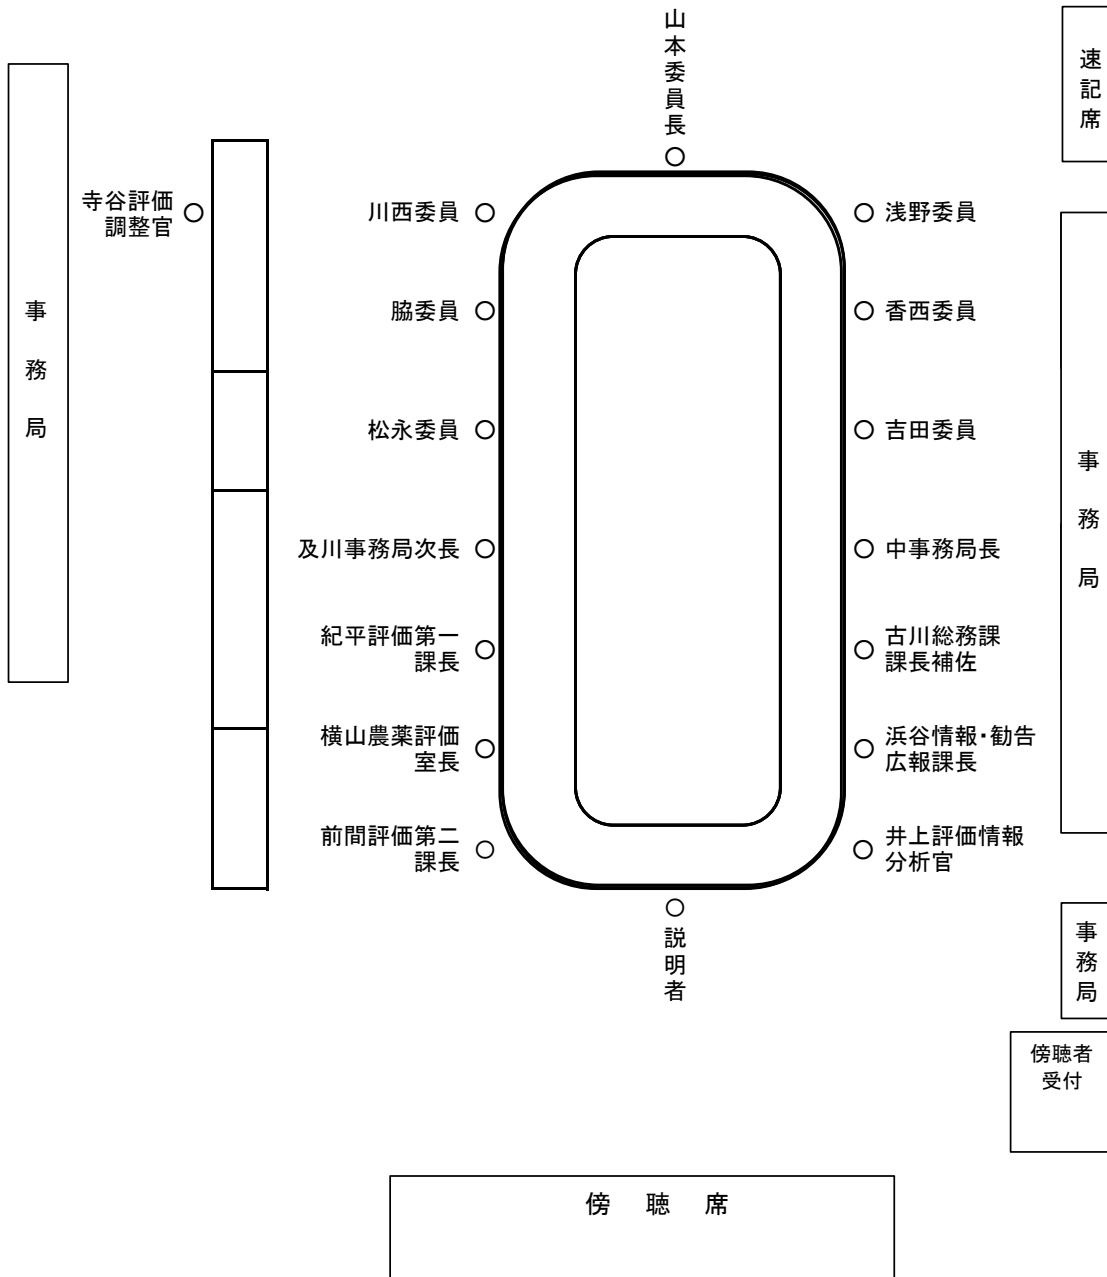 山本委員長
速記席
寺谷評価
調整官
川西委員
浅野委員
事務局
脇委員
香西委員
松永委員
吉田委員
事務局
及川事務局次長
中事務局長
紀平評価第一
課長
古川総務課
課長補佐
横山農薬評価
室長
浜谷情報・勧告
広報課長
前間評価第二
課長
井上評価情報
分析官
説明者
事務局
傍聴者
受付
傍聴席